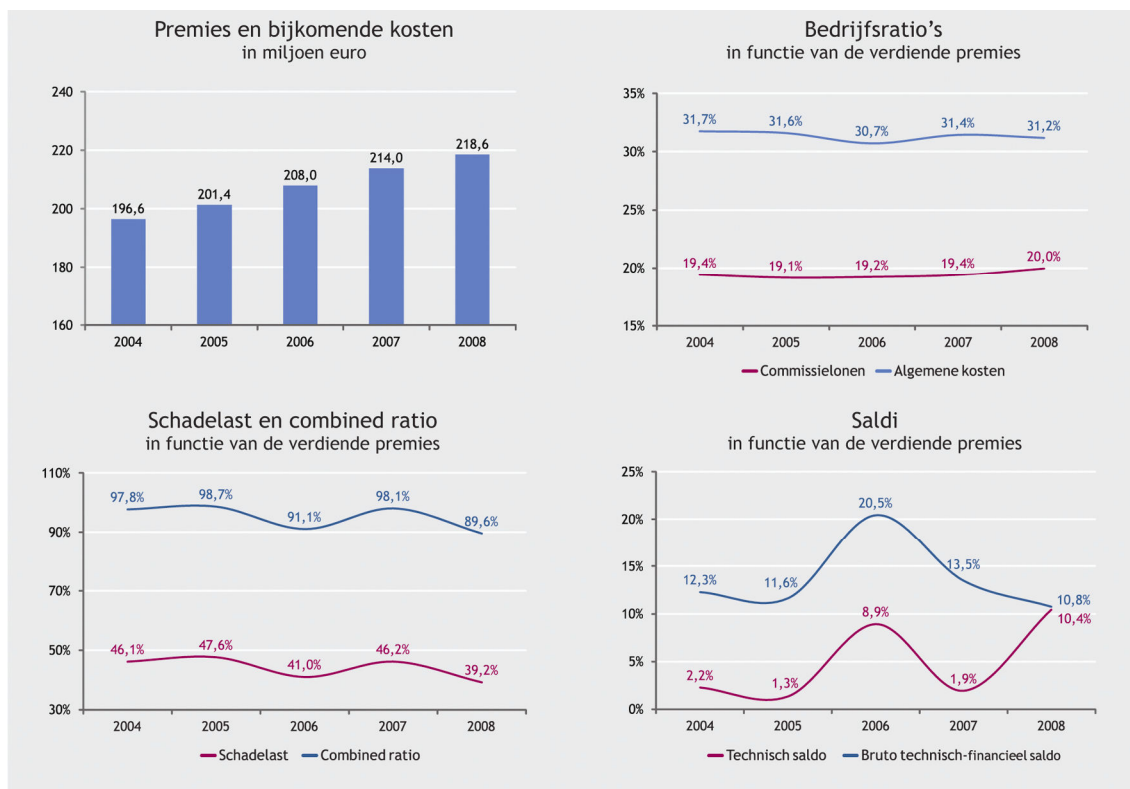 Premies en bijkomende kosten
in miljoen euro
240
220
200
180
160
196,6
201,4
208,0
214,0
218,6
2004 2005 2006 2007 2008
Bedrijfsratio's
in functie van de verdiende premies
35%
30%
25%
20%
15%
31,7% 31,6% 30,7% 31,4% 31,2%
19,4% 19,1% 19,2% 19,4% 20,0%
2004 2005 2006 2007 2008
Commissielonen Algemene kosten
Schadelast en combined ratio
in functie van de verdiende premies
110%
90%
70%
50%
30%
97,8% 98,7% 91,1% 98,1% 89,6%
46,1% 47,6% 41,0% 46,2% 39,2%
2004 2005 2006 2007 2008
Schadelast Combined ratio
Saldi
in functie van de verdiende premies
25%
20%
15%
10%
5%
0%
12,3% 11,6% 20,5% 13,5% 10,8%
2,2% 1,3% 8,9% 1,9% 10,4%
2004 2005 2006 2007 2008
Technisch saldo Bruto technisch-financieel saldo